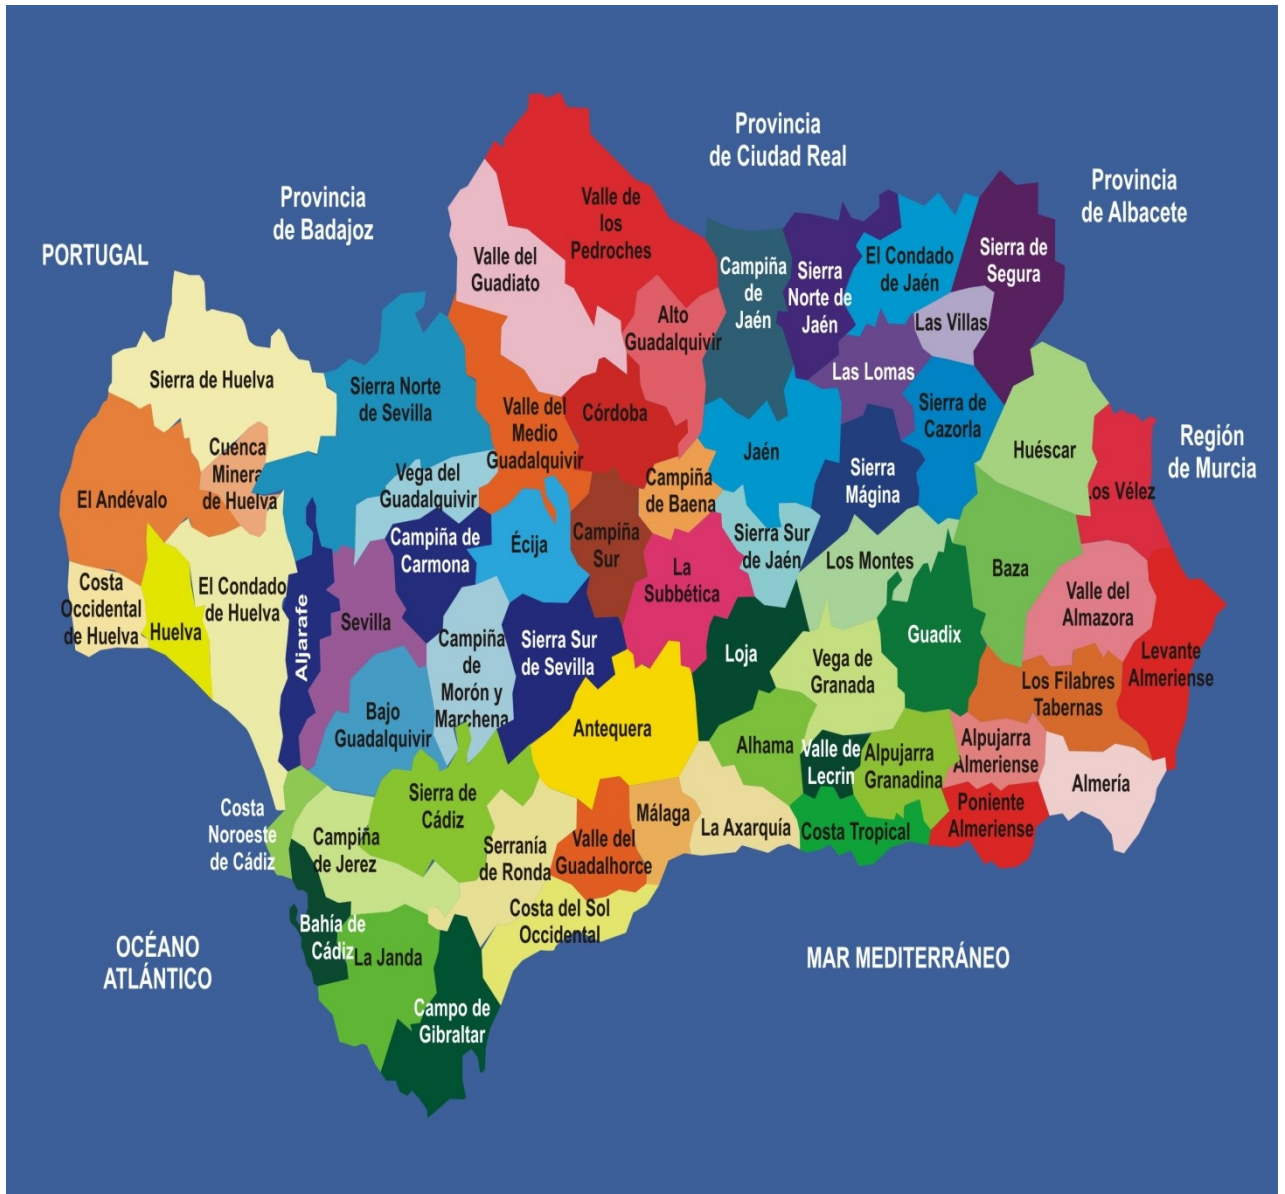 Provincia
de Ciudad Real
Provincia
de Albacete
Provincia
de Badajoz
PORTUGAL
Región
de Murcia
Valle de
los
Pedroches
Valle del
Guadiato
Alto
Guadalquivir
Campiña
de
Jaén
Sierra
Norte de
Jaén
El Condado
de Jaén
Sierra de
Segura
Las Villas
Las Lomas
Sierra de
Cazorla
Huéscar
Los Vélez
Sierra de Huelva
Sierra Norte
de Sevilla
Valle del
Medio
Guadalquivir
Córdoba
Jaén
Sierra
Mágina
Cuenca
Minera
de Huelva
El Andévalo
Vega del
Guadalquivir
Campiña
de Baena
Campiña de
Carmona
Écija
Campiña
Sur
Sierra Sur
de Jaén
Los Montes
Baza
Valle del
Almazora
Costa
Occidental
de Huelva
Huelva
El Condado
de Huelva
Aljarafe
Sevilla
Campiña
de
Morón y
Marchena
Sierra Sur
de Sevilla
La
Subbética
Loja
Vega de
Granada
Guadix
Los Filabres
Tabernas
Levante
Almeriense
Bajo
Guadalquivir
Antequera
Alhama
Valle de
Lecrin
Alpujarra
Granadina
Alpujarra
Almeriense
Almería
Costa
Noroeste
de Cádiz
Campiña
de Jerez
Sierra de
Cádiz
Serranía
de Ronda
Valle del
Guadalhorce
Málaga
La Axarquía
Costa Tropical
Poniente
Almeriense
Costa del Sol
Occidental
Bahía de
Cádiz
La Janda
Campo de
Gibraltar
OCÉANO
ATLÁNTICO
MAR MEDITERRÁNEO